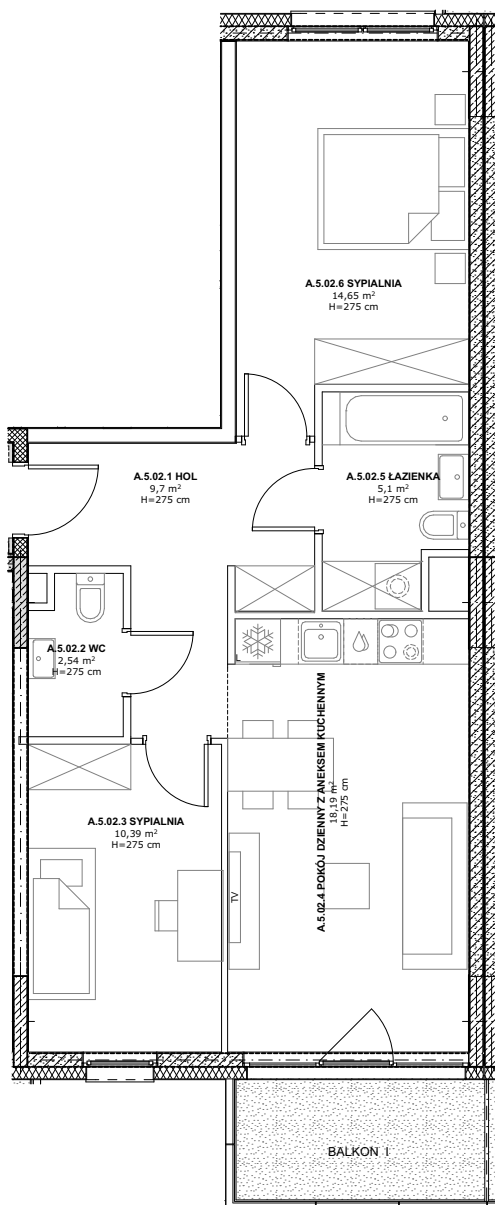 A.5.02.6 SYPIALNIA
14,65 m²
H=275 cm
A.5.02.1 HOL
9,7 m²
H=275 cm
A.5.02.5 ŁAZIENKA
5,1 m²
H=275 cm
A.5.02.2 WC
2,54 m²
H=275 cm
A.5.02.3 SYPIALNIA
10,39 m²
H=275 cm
A.5.02.4 POKÓJ DZIENNY Z ANEKSEM KUCHENNYM
18,19 m²
H=275 cm
TV
BALKON I